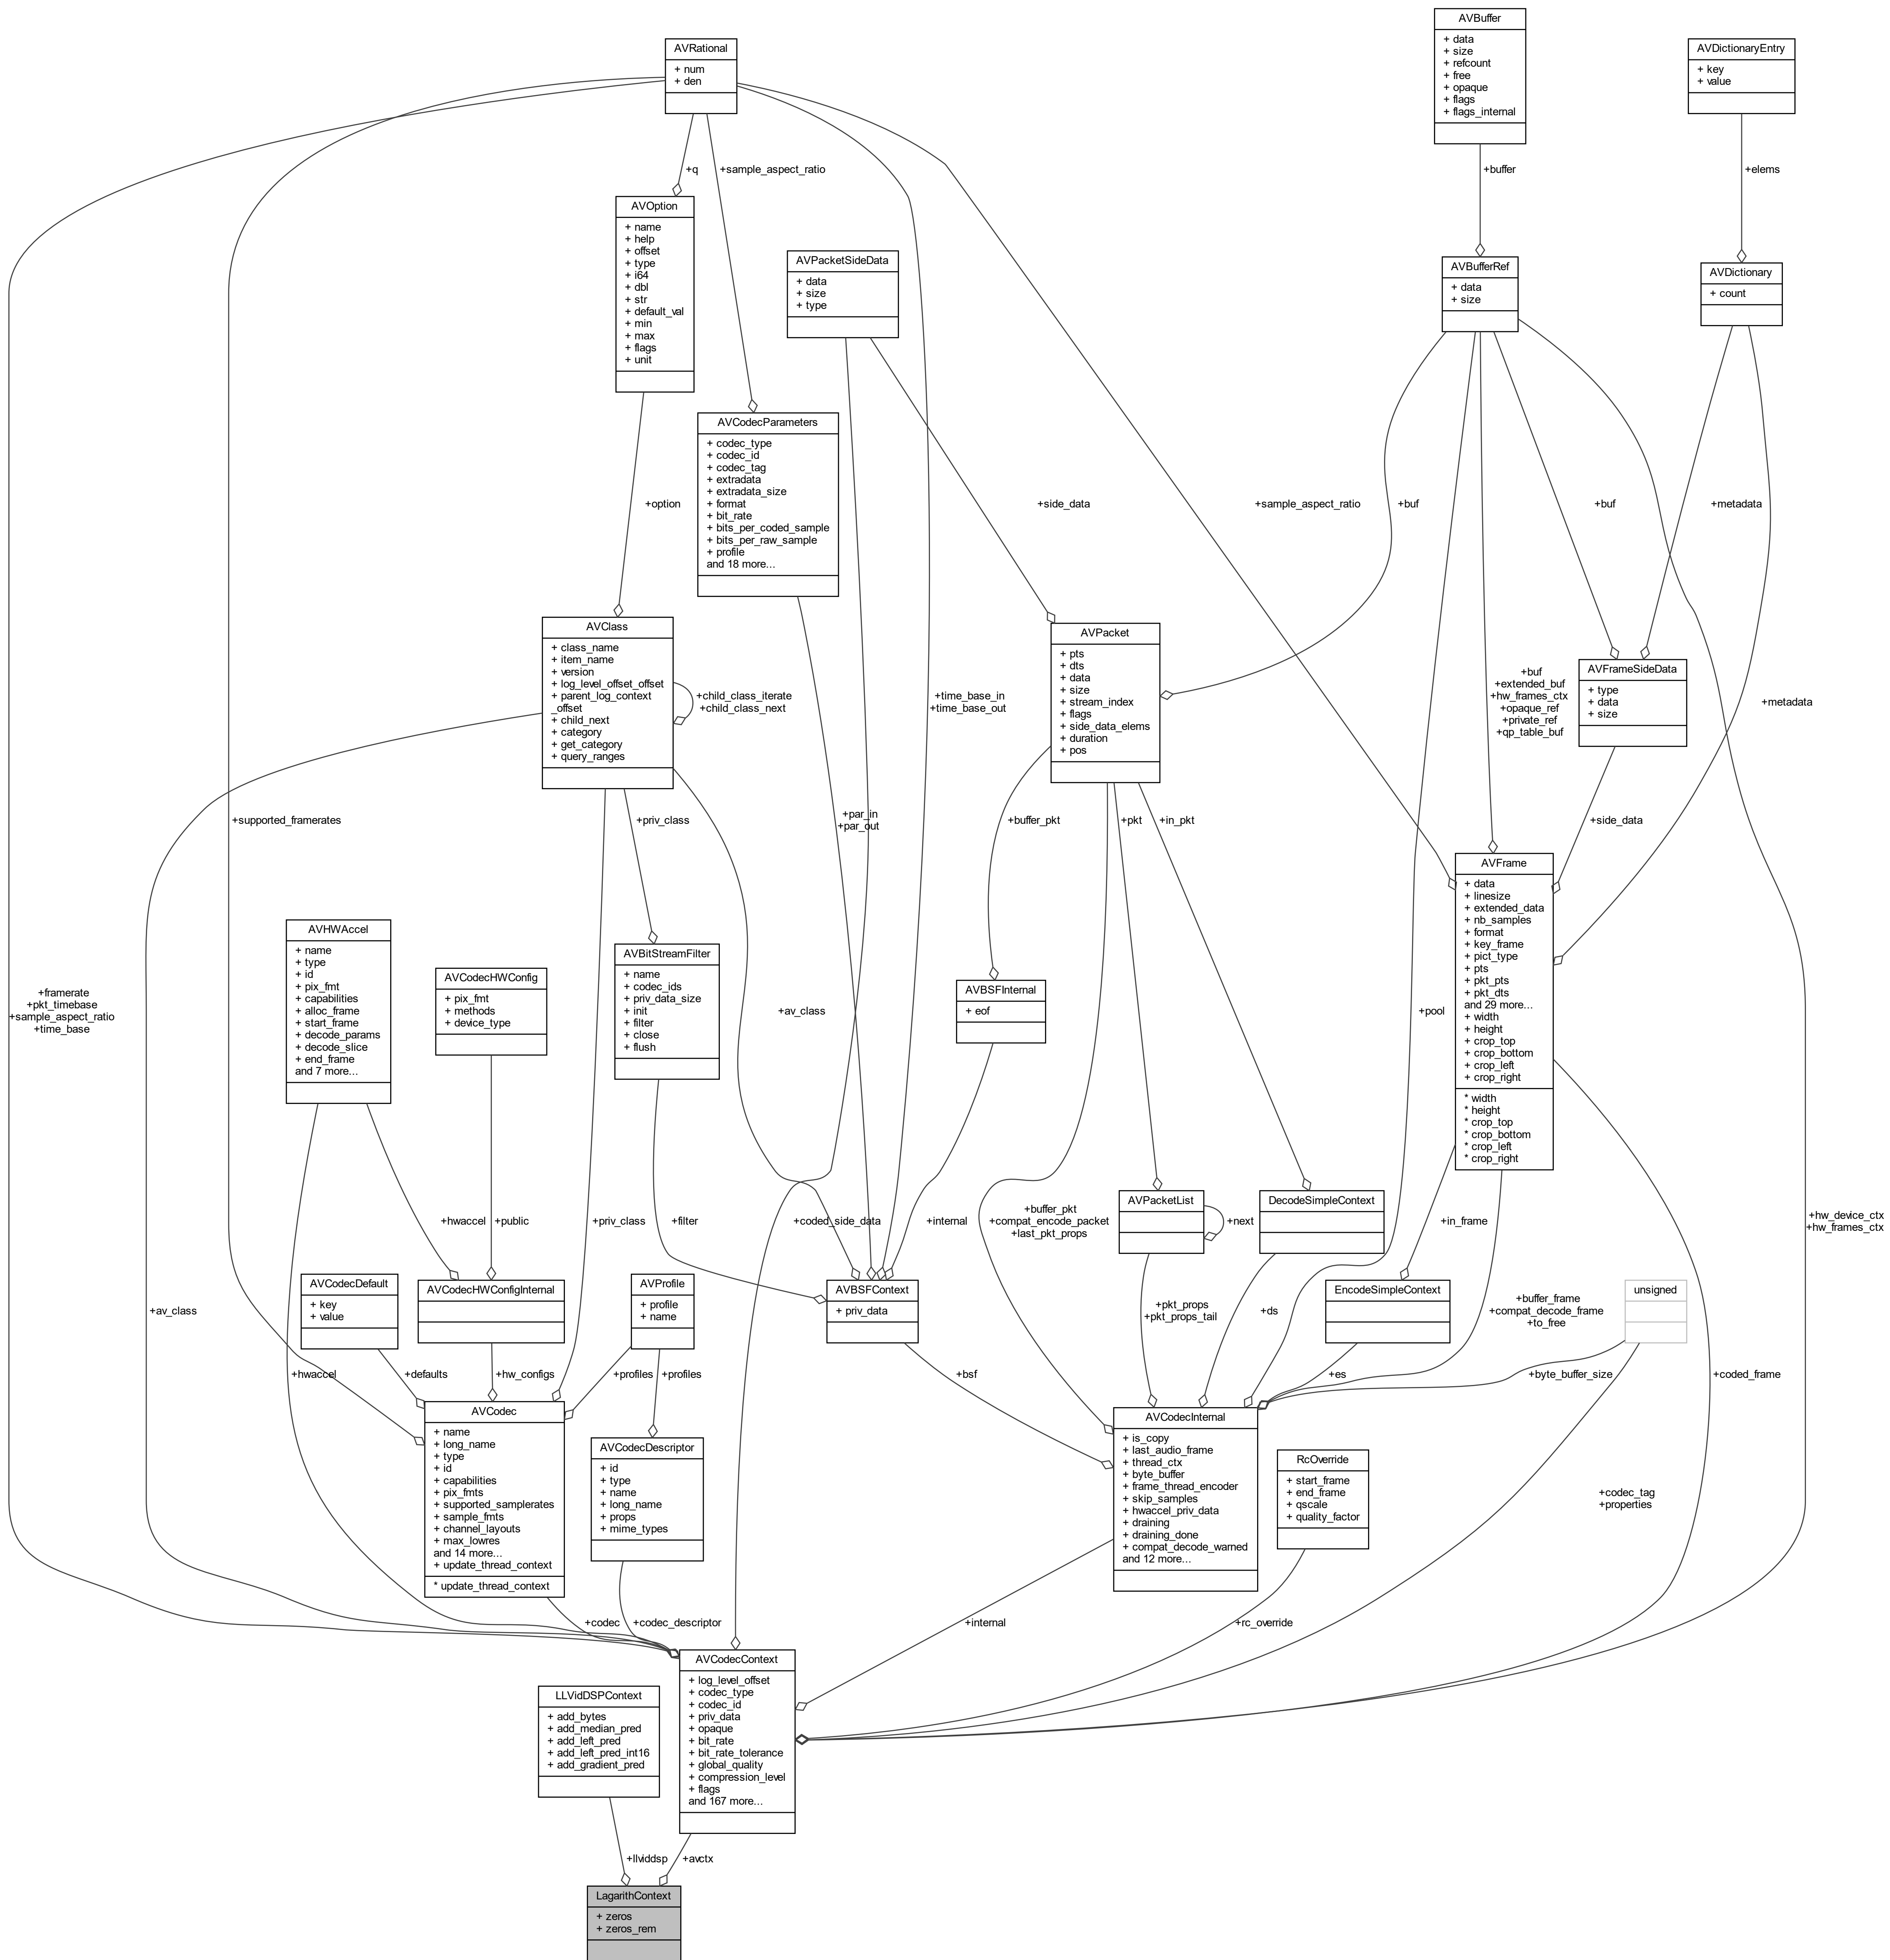 AVBuffer
+ data
+ size
+ refcount
+ free
+ opaque
+ flags
+ flags_internal
AVRational
+ num
+ den
AVDictionaryEntry
+ key
+ value
+q
+sample_aspect_ratio
+buffer
+elems
AVOption
+ name
+ help
+ offset
+ type
+ i64
+ dbl
+ str
+ default_val
+ min
+ max
+ flags
+ unit
AVPacketSideData
+ data
+ size
+ type
AVBufferRef
+ data
+ size
AVDictionary
+ count
AVCodecParameters
+ codec_type
+ codec_id
+ codec_tag
+ extradata
+ extradata_size
+ format
+ bit_rate
+ bits_per_coded_sample
+ bits_per_raw_sample
+ profile
and 18 more...
+option
+side_data
+sample_aspect_ratio
+buf
+buf
+metadata
AVClass
+ class_name
+ item_name
+ version
+ log_level_offset_offset
+ parent_log_context
_offset
+ child_next
+ category
+ get_category
+ query_ranges
+child_class_iterate
+child_class_next
+time_base_in
+time_base_out
AVPacket
+ pts
+ dts
+ data
+ size
+ stream_index
+ flags
+ side_data_elems
+ duration
+ pos
+buf
+extended_buf
+hw_frames_ctx
+opaque_ref
+private_ref
+qp_table_buf
AVFrameSideData
+ type
+ data
+ size
+metadata
+supported_framerates
+priv_class
+par_in
+par_out
+buffer_pkt
+pkt
+in_pkt
+side_data
AVFrame
+ data
+ linesize
+ extended_data
+ nb_samples
+ format
+ key_frame
+ pict_type
+ pts
+ pkt_pts
+ pkt_dts
and 29 more...
+ width
+ height
+ crop_top
+ crop_bottom
+ crop_left
+ crop_right
* width
* height
* crop_top
* crop_bottom
* crop_left
* crop_right
+framerate
+pkt_timebase
+sample_aspect_ratio
+time_base
AVHWAccel
+ name
+ type
+ id
+ pix_fmt
+ capabilities
+ alloc_frame
+ start_frame
+ decode_params
+ decode_slice
+ end_frame
and 7 more...
AVCodecHWConfig
+ pix_fmt
+ methods
+ device_type
AVBitStreamFilter
+ name
+ codec_ids
+ priv_data_size
+ init
+ filter
+ close
+ flush
+av_class
AVBSFInternal
+ eof
+pool
+hwaccel
+public
+priv_class
+filter
+coded_side_data
+internal
+buffer_pkt
+compat_encode_packet
+last_pkt_props
AVPacketList
+next
DecodeSimpleContext
+in_frame
+hw_device_ctx
+hw_frames_ctx
+av_class
AVCodecDefault
+ key
+ value
AVCodecHWConfigInternal
AVProfile
+ profile
+ name
AVBSFContext
+ priv_data
+pkt_props
+pkt_props_tail
+ds
EncodeSimpleContext
+buffer_frame
+compat_decode_frame
+to_free
unsigned
+hwaccel
+defaults
+hw_configs
+profiles
+profiles
+bsf
+es
+byte_buffer_size
+coded_frame
AVCodec
+ name
+ long_name
+ type
+ id
+ capabilities
+ pix_fmts
+ supported_samplerates
+ sample_fmts
+ channel_layouts
+ max_lowres
and 14 more...
+ update_thread_context
* update_thread_context
AVCodecDescriptor
+ id
+ type
+ name
+ long_name
+ props
+ mime_types
AVCodecInternal
+ is_copy
+ last_audio_frame
+ thread_ctx
+ byte_buffer
+ frame_thread_encoder
+ skip_samples
+ hwaccel_priv_data
+ draining
+ draining_done
+ compat_decode_warned
and 12 more...
RcOverride
+ start_frame
+ end_frame
+ qscale
+ quality_factor
+codec_tag
+properties
+codec
+codec_descriptor
+internal
+rc_override
LLVidDSPContext
+ add_bytes
+ add_median_pred
+ add_left_pred
+ add_left_pred_int16
+ add_gradient_pred
AVCodecContext
+ log_level_offset
+ codec_type
+ codec_id
+ priv_data
+ opaque
+ bit_rate
+ bit_rate_tolerance
+ global_quality
+ compression_level
+ flags
and 167 more...
+llviddsp
+avctx
LagarithContext
+ zeros
+ zeros_rem